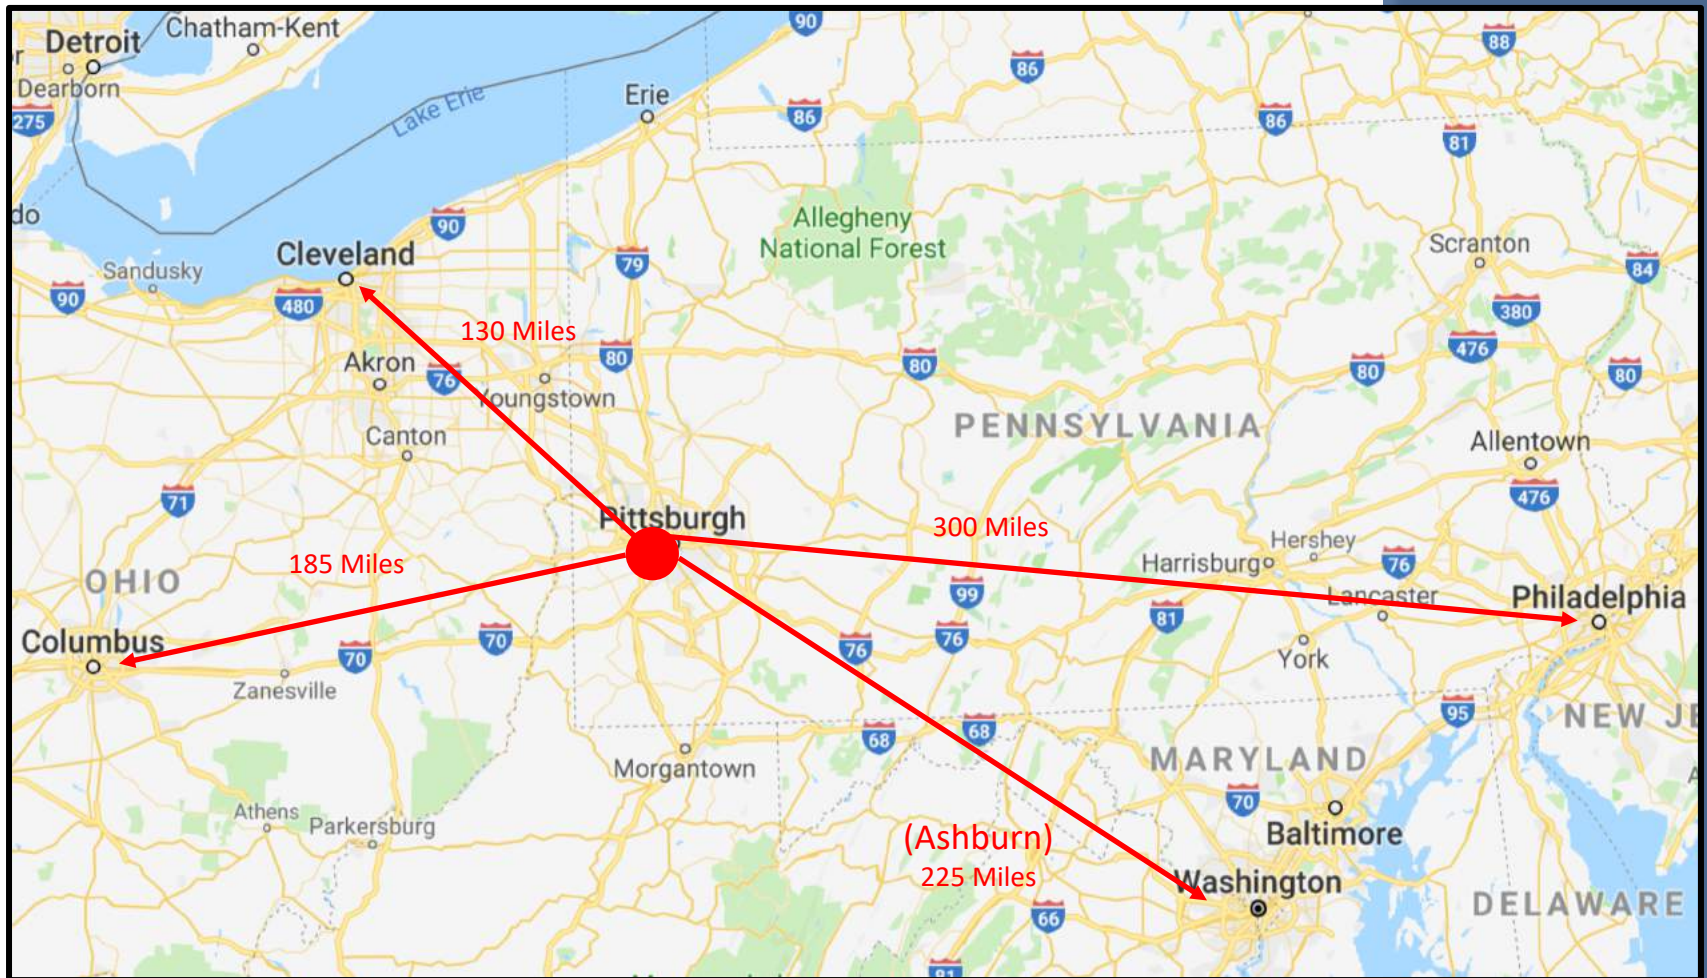 Chatham-Kent
90
88
Detroit
r
Dearborn
86
Erie
Lake Erie
275
86
86
81
do
90
Allegheny
National Forest
Scranton
Cleveland
Sandusky
79
84
90
480
380
130 Miles
476
80
Akron
76
80
80
80
Youngstown
PENNSYLVANIA
Canton
Allentown
71
476
Pittsburgh
300 Miles
Hershey
185 Miles
Harrisburg
76
OHIO
99
Lancaster
Philadelphia
81
Columbus
70
70
76
76
York
Zanesville
95
NEW JE
68
68
Morgantown
MARYLAND
A
70
Athens
Parkersburg
Baltimore
(Ashburn)
225 Miles
Washington
DELAWARE
66
81